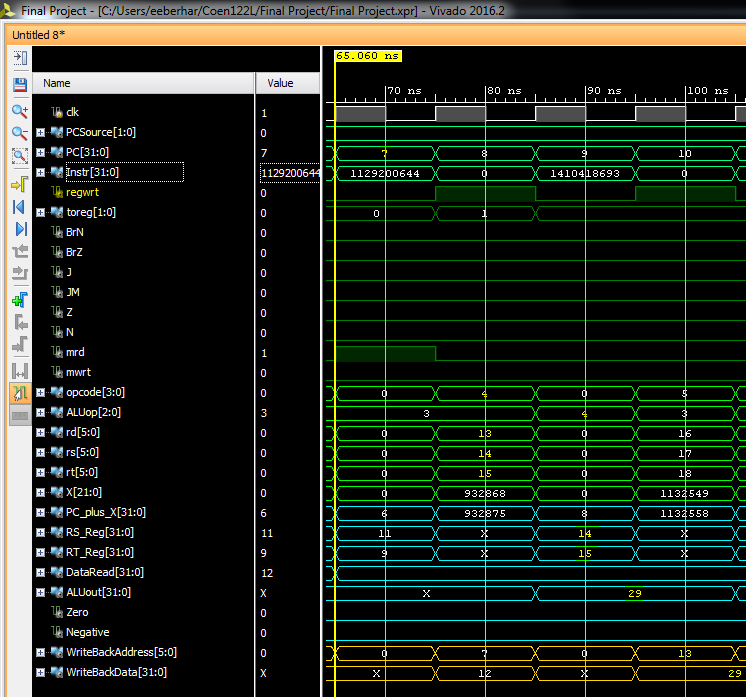 Final Project - [C:/Users/eeberhar/Coen122L/Final Project/Final Project.xpr] - Vivado 2016.2
Untitled 8*
65.060 ns
Name Value
70 ns 80 ns 90 ns 100 ns
clk 1
PCSource[1:0] 0
PC[31:0] 7 7 8 9 10
Instr[31:0] 1129200644 1129200644 0 1410418693 0
regwrt 0
toreg[1:0] 0 0 1
BrN 0
BrZ 0
J 0
JM 0
Z 0
N 0
mrd 1
mwrt 0
opcode[3:0] 0 0 4 0 5
ALUop[2:0] 3 3 4 3
rd[5:0] 0 0 13 0 16
rs[5:0] 0 0 14 0 17
rt[5:0] 0 0 15 0 18
X[21:0] 0 0 932868 0 1132549
PC_plus_X[31:0] 6 6 932875 8 1132558
RS_Reg[31:0] 11 11 X 14 X
RT_Reg[31:0] 9 9 X 15 X
DataRead[31:0] 12
ALUout[31:0] X X 29
Zero 0
Negative 0
WriteBackAddress[5:0] 0 0 7 0 13
WriteBackData[31:0] X X 12 X 29